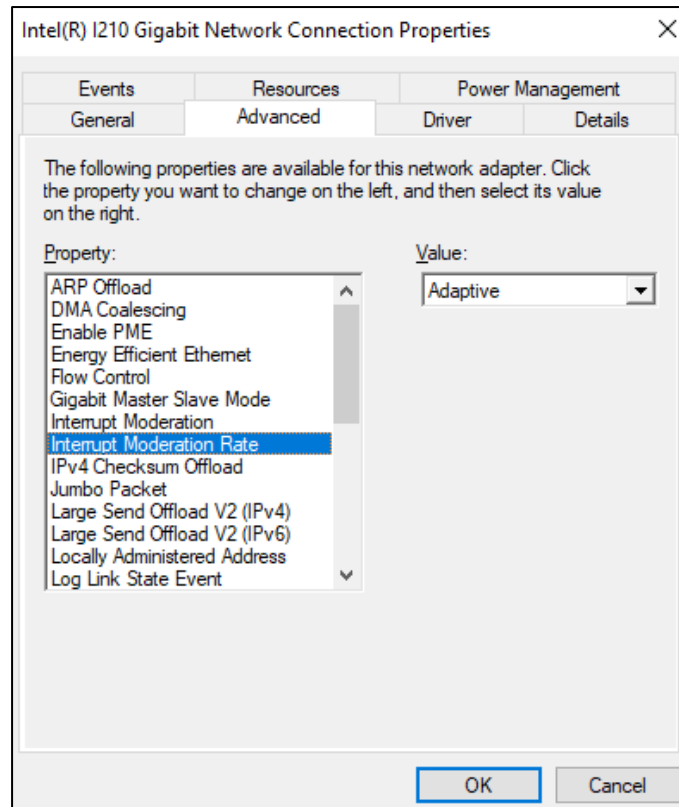 Intel(R) I210 Gigabit Network Connection Properties
Events Resources Power Management
General Advanced Driver Details
The following properties are available for this network adapter. Click
the property you want to change on the left, and then select its value
on the right.
Property: Value:
ARP Offload Adaptive
DMA Coalescing
Enable PME
Energy Efficient Ethernet
Flow Control
Gigabit Master Slave Mode
Interrupt Moderation
Interrupt Moderation Rate
IPv4 Checksum Offload
Jumbo Packet
Large Send Offload V2 (IPv4)
Large Send Offload V2 (IPv6)
Locally Administered Address
Log Link State Event
OK Cancel